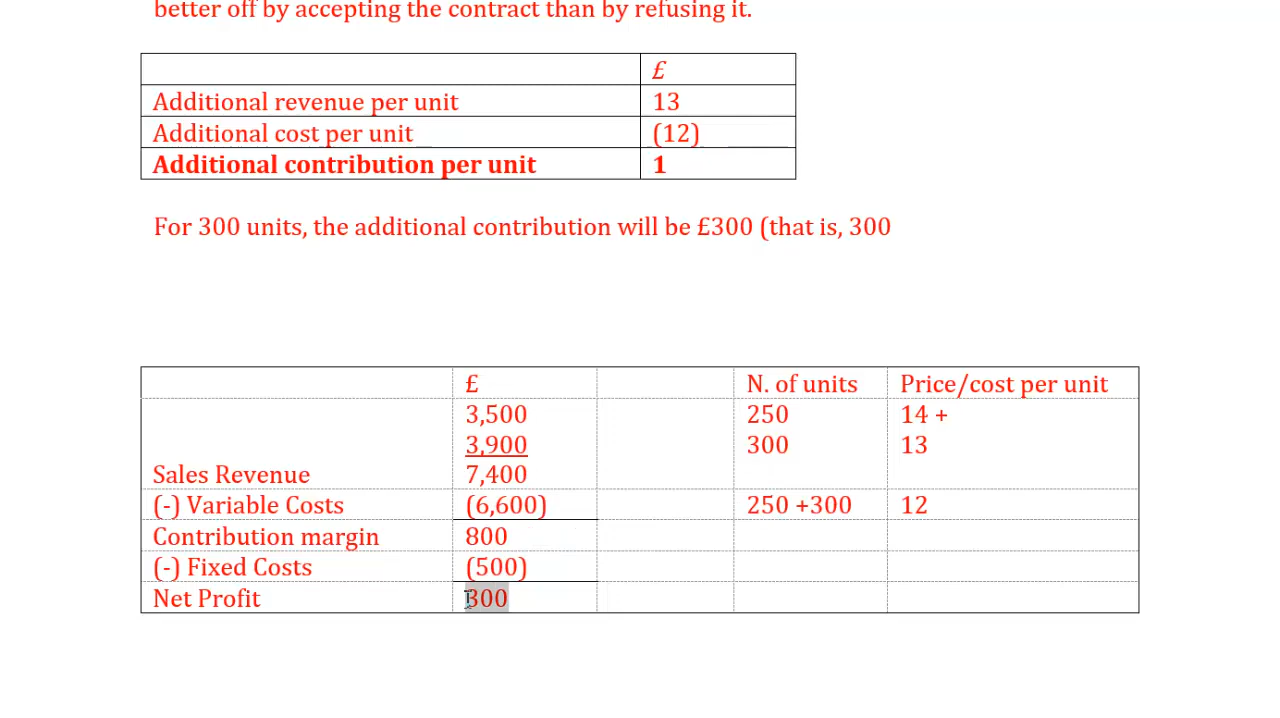 better off by accepting the contract than by refusing it.
£
Additional revenue per unit 13
Additional cost per unit (12)
Additional contribution per unit 1
For 300 units, the additional contribution will be £300 (that is, 300
£ N. of units Price/cost per unit
3,500 250 14 +
3,900 300 13
Sales Revenue 7,400
(-) Variable Costs (6,600) 250 +300 12
Contribution margin 800
(-) Fixed Costs (500)
Net Profit 300